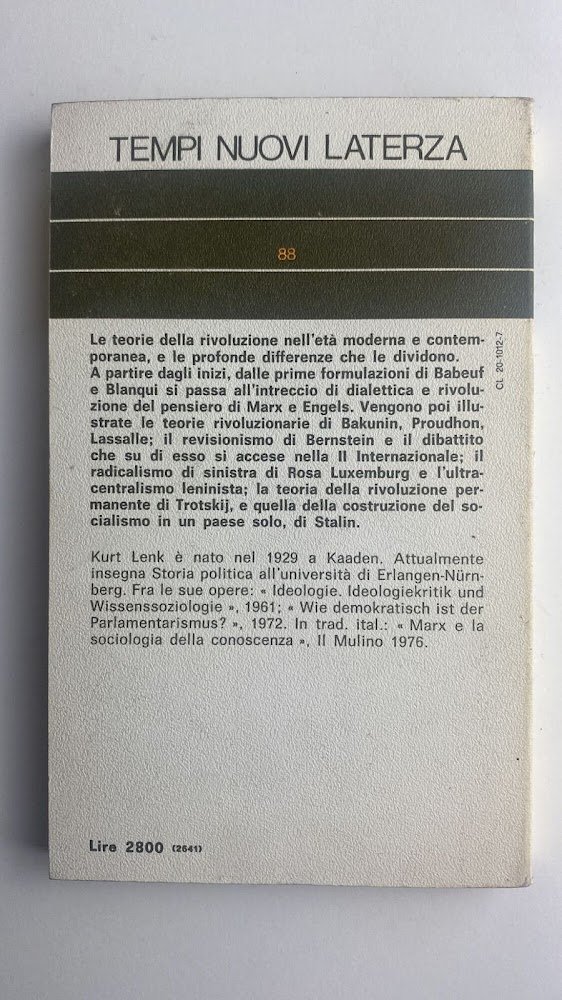 TEMPI NUOVI LATERZA
88
Le teorie della rivoluzione nell'età moderna e contem-
poranea, e le profonde differenze che le dividono.
A partire dagli inizi, dalle prime formulazioni di Babeuf
e Blanqui si passa all'intreccio di dialettica e rivolu-
zione del pensiero di Marx e Engels. Vengono poi illu-
strate le teorie rivoluzionarie di Bakunin, Proudhon,
Lassalle; il revisionismo di Bernstein e il dibattito
che su di esso si accese nella II Internazionale; il
radicalismo di sinistra di Rosa Luxemburg e l'ultra-
centralismo leninista; la teoria della rivoluzione per-
manente di Trotskij, e quella della costruzione del so-
cialismo in un paese solo, di Stalin.
CL 20-1012-7
Kurt Lenk è nato nel 1929 a Kaaden. Attualmente
insegna Storia politica all'università di Erlangen-Nürn-
berg. Fra le sue opere: « Ideologie. Ideologiekritik und
Wissenssoziologie », 1961; « Wie demokratisch ist der
Parlamentarismus? », 1972. In trad. ital.: « Marx e la
sociologia della conoscenza », Il Mulino 1976.
Lire 2800 (2641)